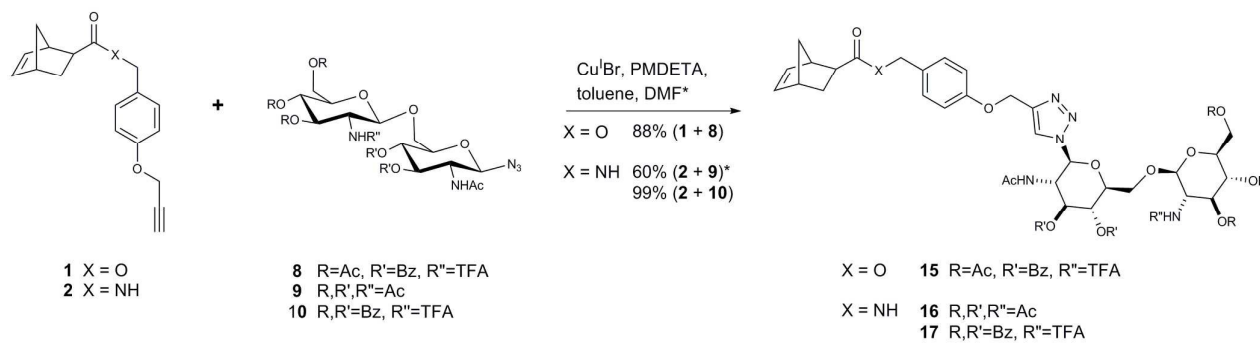 O
X
O
+
OR
RO
RO
O
O
NHR"
R'O
R'O
O
NHAc
N₃
Cu^IBr, PMDETA,
toluene, DMF*
X = O 88% (1 + 8)
X = NH 60% (2 + 9)*
99% (2 + 10)
O
X
O
N
N
N
O
AcHN
R'O
OR'
O
O
RO
R"HN
OR
1 X = O
2 X = NH
8 R=Ac, R'=Bz, R''=TFA
9 R,R',R''=Ac
10 R,R'=Bz, R''=TFA
X = O 15 R=Ac, R'=Bz, R''=TFA
X = NH 16 R,R',R''=Ac
17 R,R'=Bz, R''=TFA